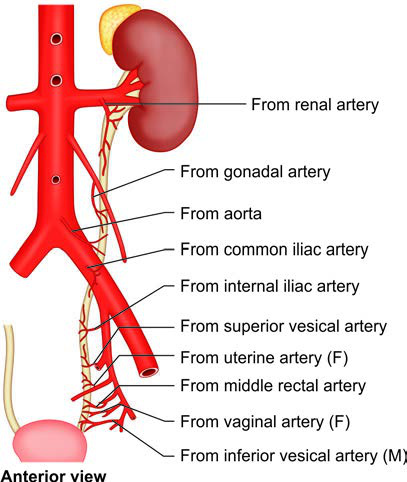 From renal artery
From gonadal artery
From aorta
From common iliac artery
From internal iliac artery
From superior vesical artery
From uterine artery (F)
From middle rectal artery
From vaginal artery (F)
From inferior vesical artery (M)
Anterior view